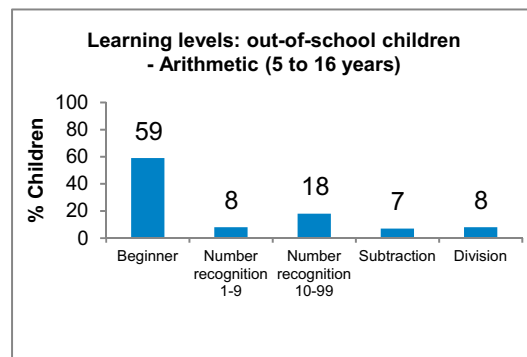 Learning levels: out-of-school children
- Arithmetic (5 to 16 years)
% Children
100
80
60
40
20
0
59
8
18
7
8
Beginner
Number
recognition
1-9
Number
recognition
10-99
Subtraction
Division